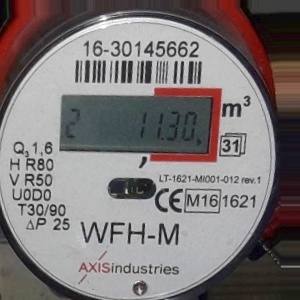 16-30145662
2 11.30
m³
Q₃ 1,6
H R80
V R50
U0D0
T30/90
ΔP 25
31
LT-1621-MI001-012 rev.1
CE M16 1621
WFH-M
AXISindustries